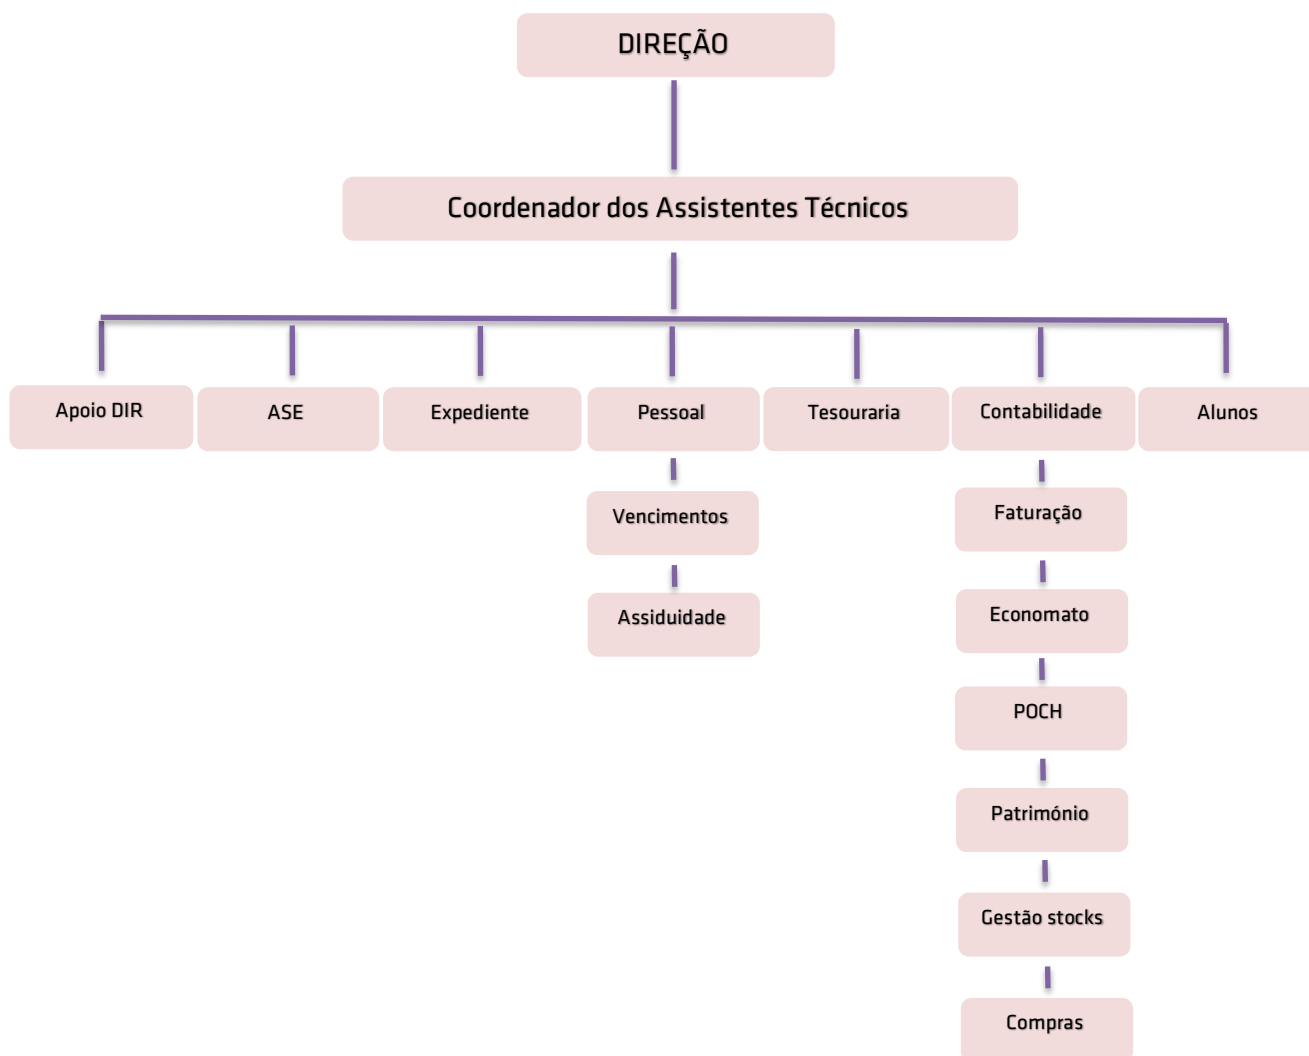 DIREÇÃO
Coordenador dos Assistentes Técnicos
Apoio DIR
ASE
Expediente
Pessoal
Tesouraria
Contabilidade
Alunos
Vencimentos
Faturação
Assiduidade
Economato
POCH
Património
Gestão stocks
Compras